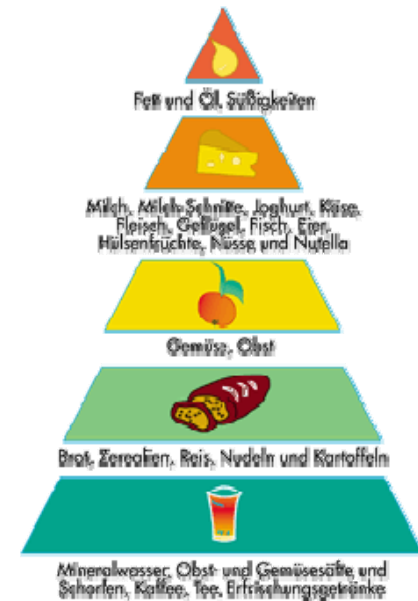 Fett und Öl, Süßigkeiten
Milch, Milch-Schnitte, Joghurt, Käse,
Fleisch, Geflügel, Fisch, Eier,
Hülsenfrüchte, Nüsse und Nutella
Gemüse, Obst
Brot, Zerealien, Reis, Nudeln und Kartoffeln
Mineralwasser, Obst- und Gemüsesäfte und
Schorlen, Kaffee, Tee, Erfrischungsgetränke